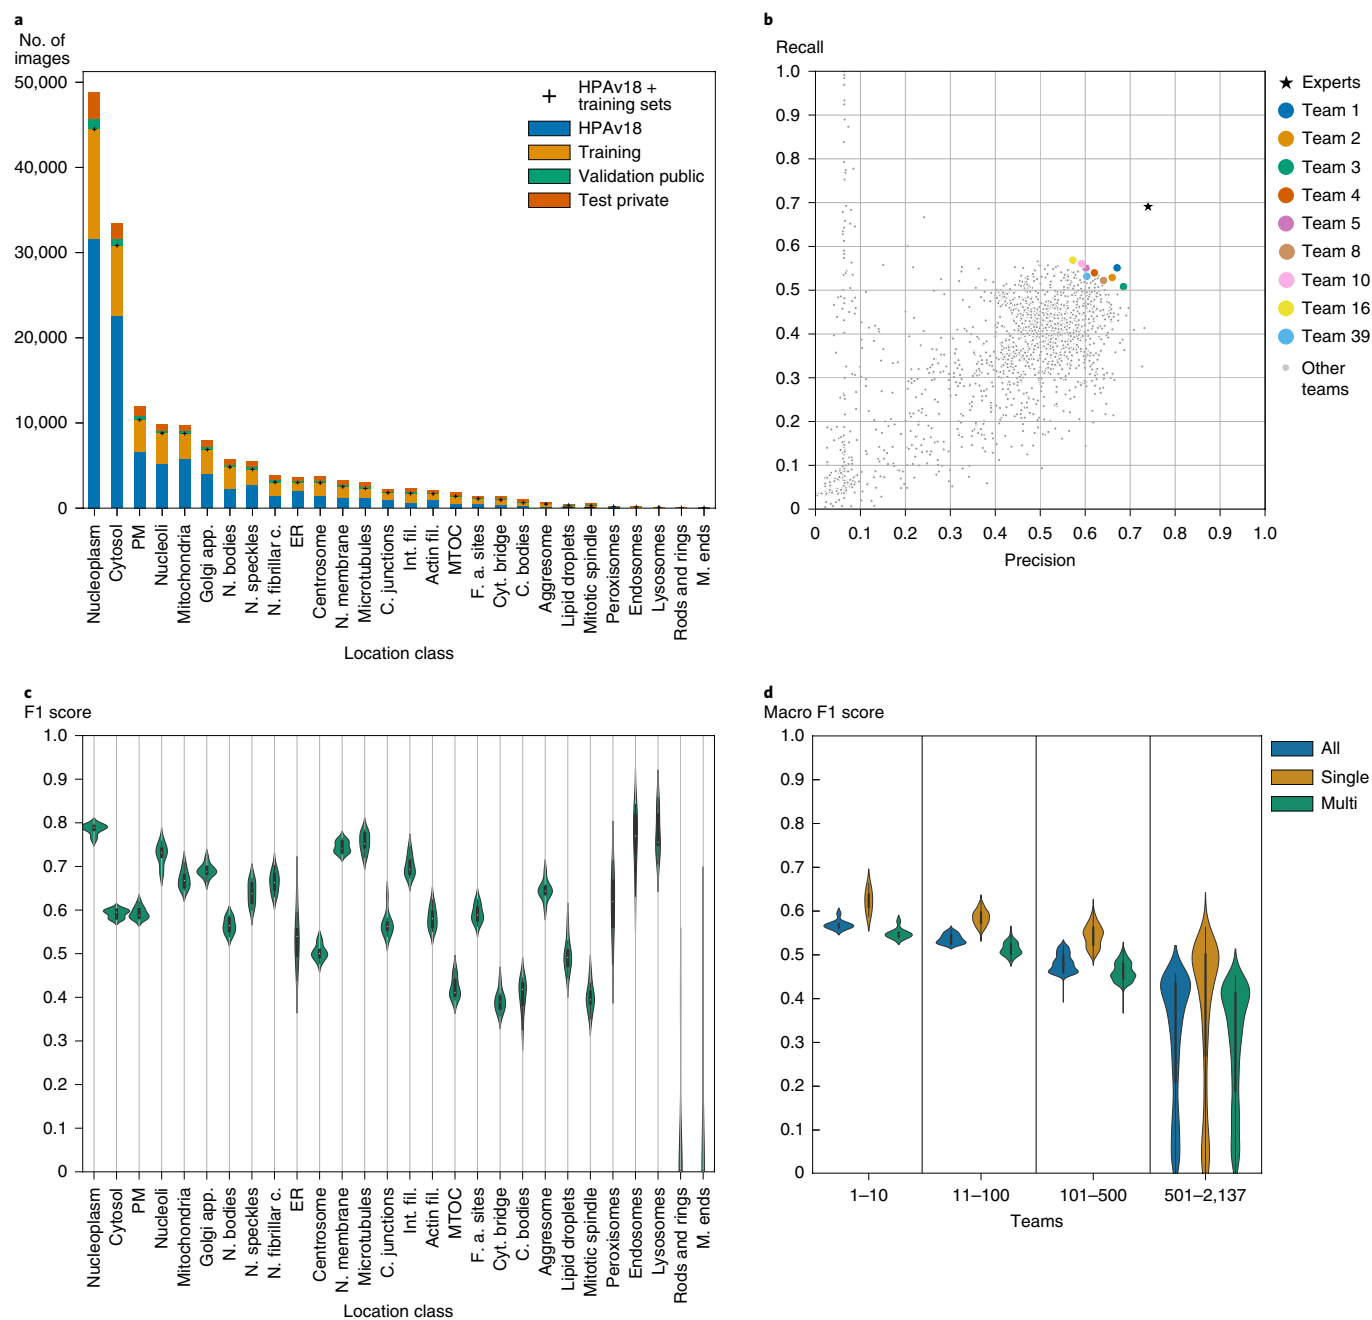 a
No. of
images
50,000
40,000
30,000
20,000
10,000
0
HPAv18 +
training sets
HPAv18
Training
Validation public
Test private
Nucleoplasm
Cytosol
PM
Nucleoli
Mitochondria
Golgi app.
N. bodies
N. speckles
N. fibrillar c.
ER
Centrosome
N. membrane
Microtubules
C. junctions
Int. fil.
Actin fil.
MTOC
F. a. sites
Cyt. bridge
C. bodies
Aggresome
Lipid droplets
Mitotic spindle
Peroxisomes
Endosomes
Lysosomes
Rods and rings
M. ends
Location class
b
Recall
1.0
0.9
0.8
0.7
0.6
0.5
0.4
0.3
0.2
0.1
0
0 0.1 0.2 0.3 0.4 0.5 0.6 0.7 0.8 0.9 1.0
Precision
Experts
Team 1
Team 2
Team 3
Team 4
Team 5
Team 8
Team 10
Team 16
Team 39
Other
teams
c
F1 score
1.0
0.9
0.8
0.7
0.6
0.5
0.4
0.3
0.2
0.1
0
Nucleoplasm
Cytosol
PM
Nucleoli
Mitochondria
Golgi app.
N. bodies
N. speckles
N. fibrillar c.
ER
Centrosome
N. membrane
Microtubules
C. junctions
Int. fil.
Actin fil.
MTOC
F. a. sites
Cyt. bridge
C. bodies
Aggresome
Lipid droplets
Mitotic spindle
Peroxisomes
Endosomes
Lysosomes
Rods and rings
M. ends
Location class
d
Macro F1 score
1.0
0.9
0.8
0.7
0.6
0.5
0.4
0.3
0.2
0.1
0
1–10 11–100 101–500 501–2,137
Teams
All
Single
Multi